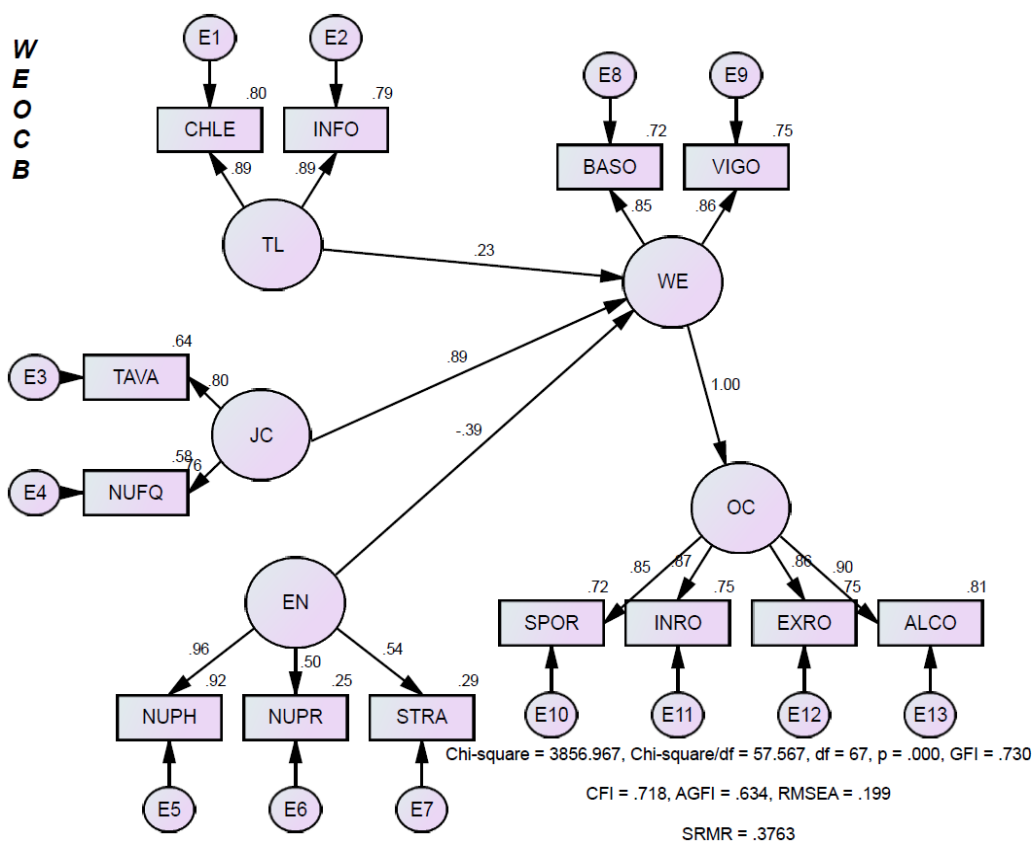 W
E
O
C
B
E1
E2
.80
.79
CHLE
INFO
.89
.89
TL
E8
E9
.72
.75
BASO
VIGO
.85
.86
WE
.23
.64
E3
TAVA
.80
JC
.89
.58
.76
E4
NUFQ
-.39
1.00
OC
EN
.96
.50
.54
.92
.25
.29
NUPH
NUPR
STRA
E5
E6
E7
.85
.87
.86
.90
.72
.75
.75
.81
SPOR
INRO
EXRO
ALCO
E10
E11
E12
E13
Chi-square = 3856.967, Chi-square/df = 57.567, df = 67, p = .000, GFI = .730
CFI = .718, AGFI = .634, RMSEA = .199
SRMR = .3763